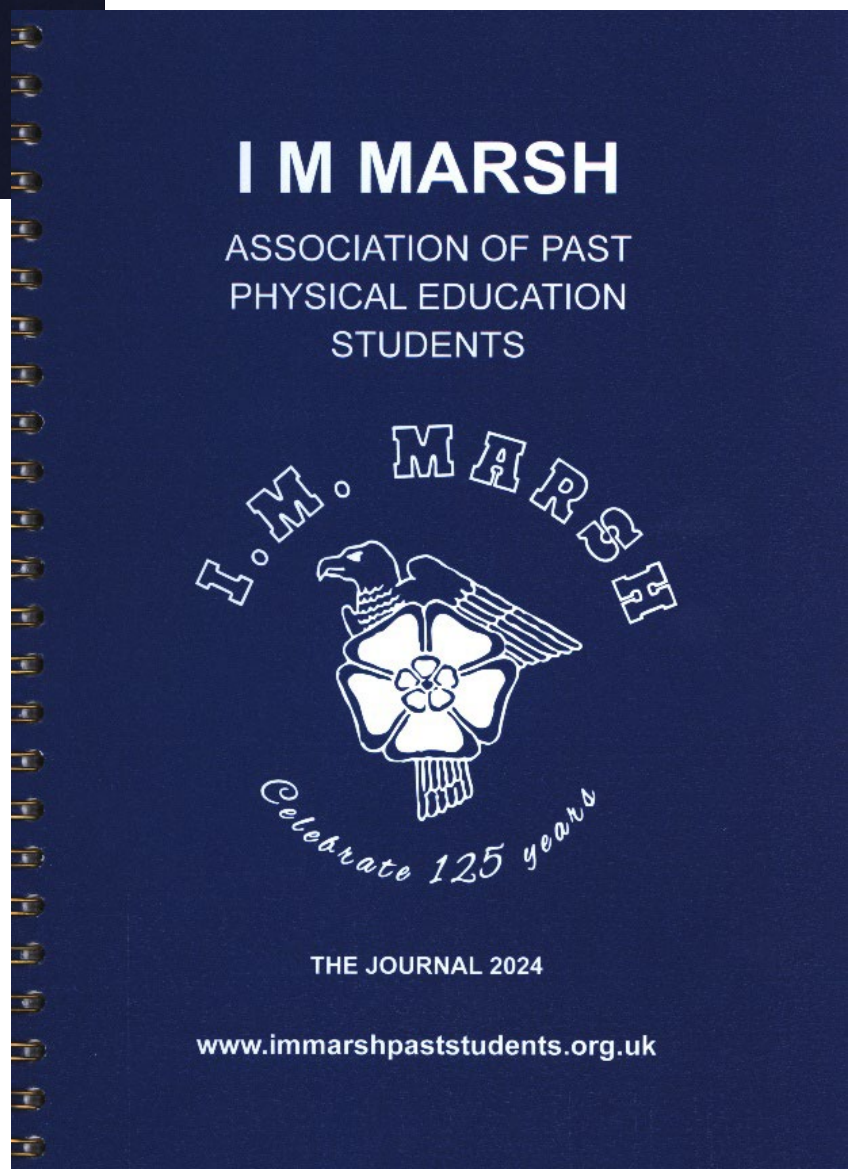 I M MARSH
ASSOCIATION OF PAST
PHYSICAL EDUCATION
STUDENTS
I.M. MARSH
Celebrate 125 years
THE JOURNAL 2024
www.immarshpaststudents.org.uk